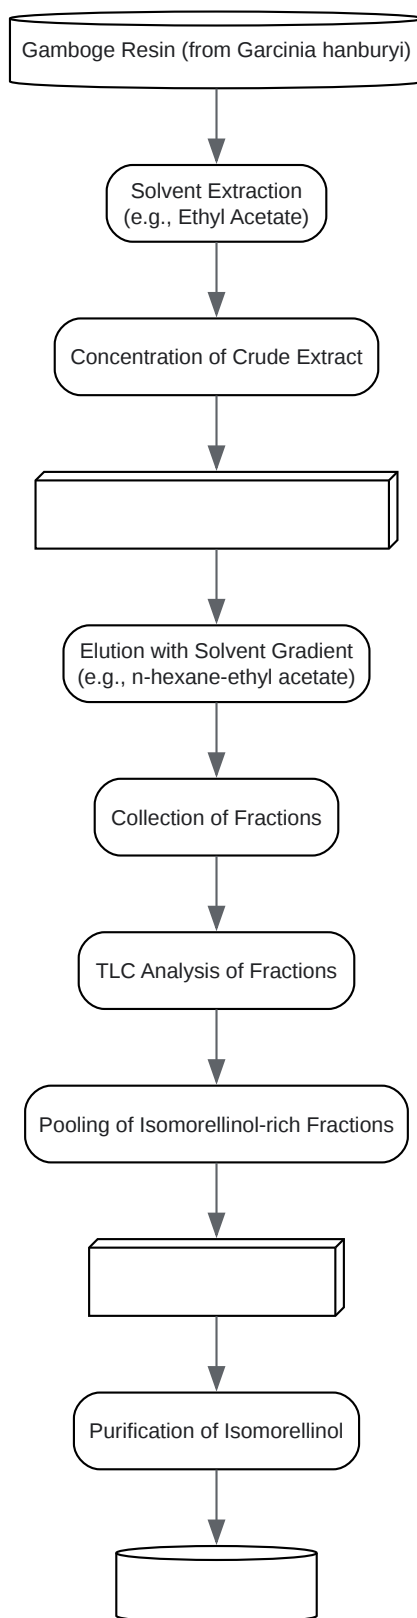 Gamboge Resin (from Garcinia hanburyi)
Solvent Extraction
(e.g., Ethyl Acetate)
Concentration of Crude Extract
Elution with Solvent Gradient
(e.g., n-hexane-ethyl acetate)
Collection of Fractions
TLC Analysis of Fractions
Pooling of Isomorellinol-rich Fractions
Purification of Isomorellinol